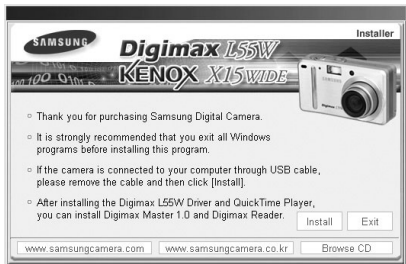 Installer
SAMSUNG
Digimax L55W
KENOX X15 WIDE
Thank you for purchasing Samsung Digital Camera.
It is strongly recommended that you exit all Windows
programs before installing this program.
If the camera is connected to your computer through USB cable,
please remove the cable and then click [Install].
After installing the Digimax L55W Driver and QuickTime Player,
you can install Digimax Master 1.0 and Digimax Reader.
Install Exit
www.samsungcamera.com www.samsungcamera.co.kr Browse CD